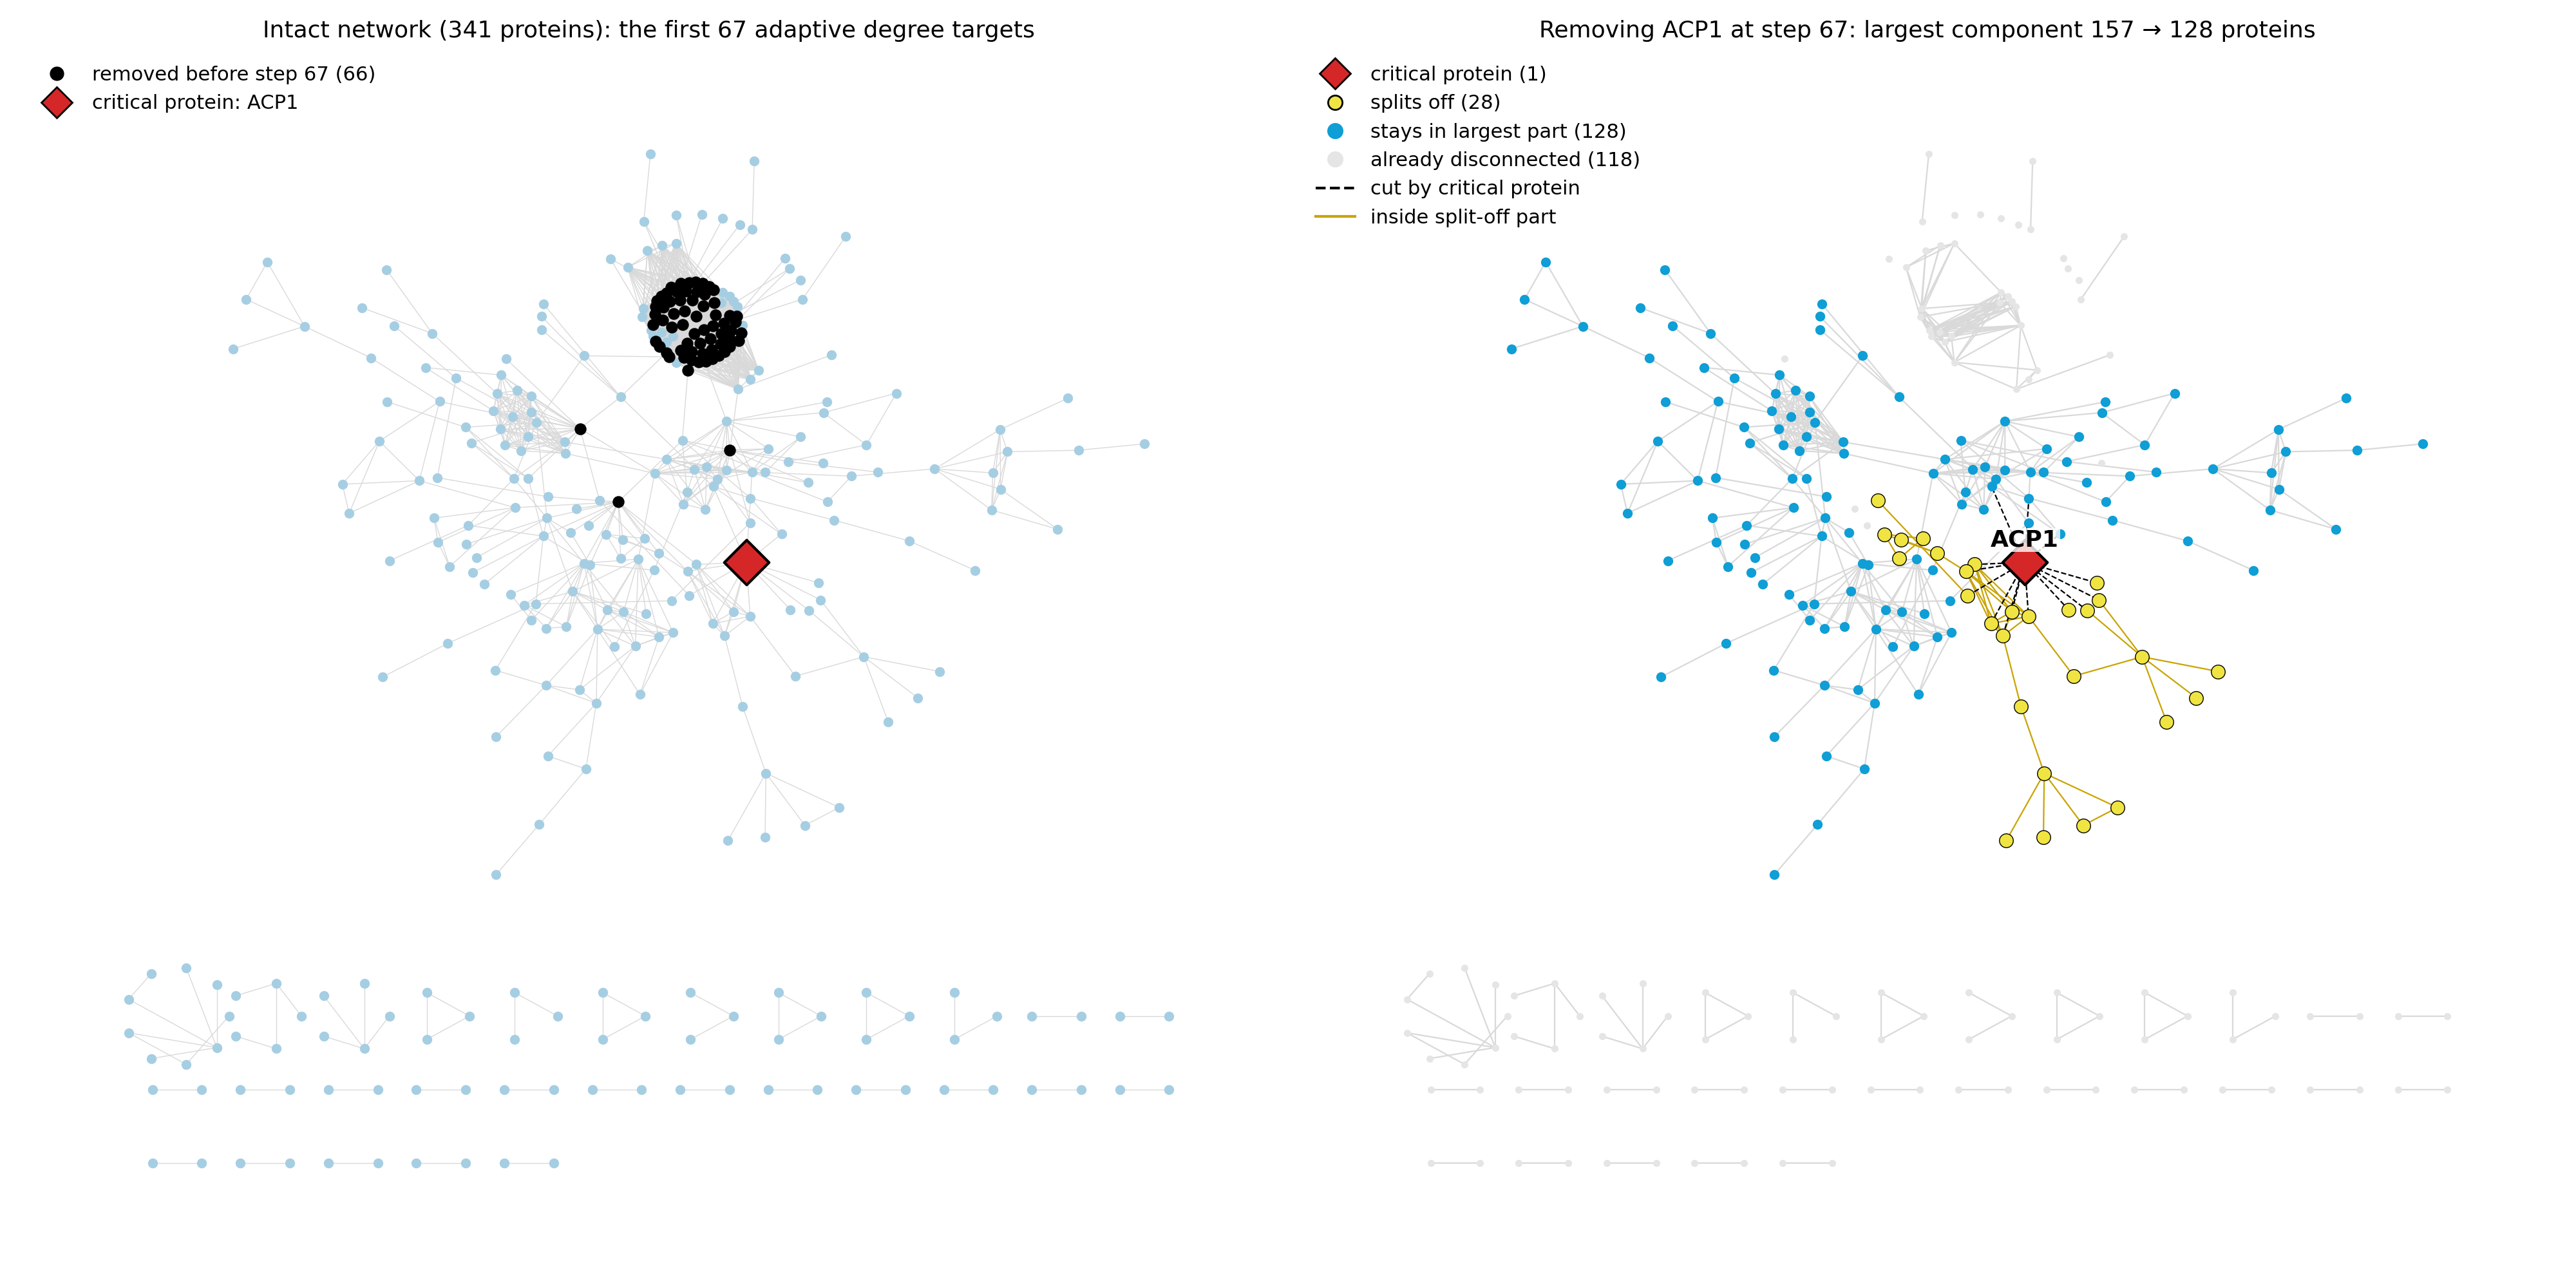 Intact network (341 proteins): the first 67 adaptive degree targets
removed before step 67 (66)
critical protein: ACP1
Removing ACP1 at step 67: largest component 157 → 128 proteins
critical protein (1)
splits off (28)
stays in largest part (128)
already disconnected (118)
cut by critical protein
inside split-off part
ACP1